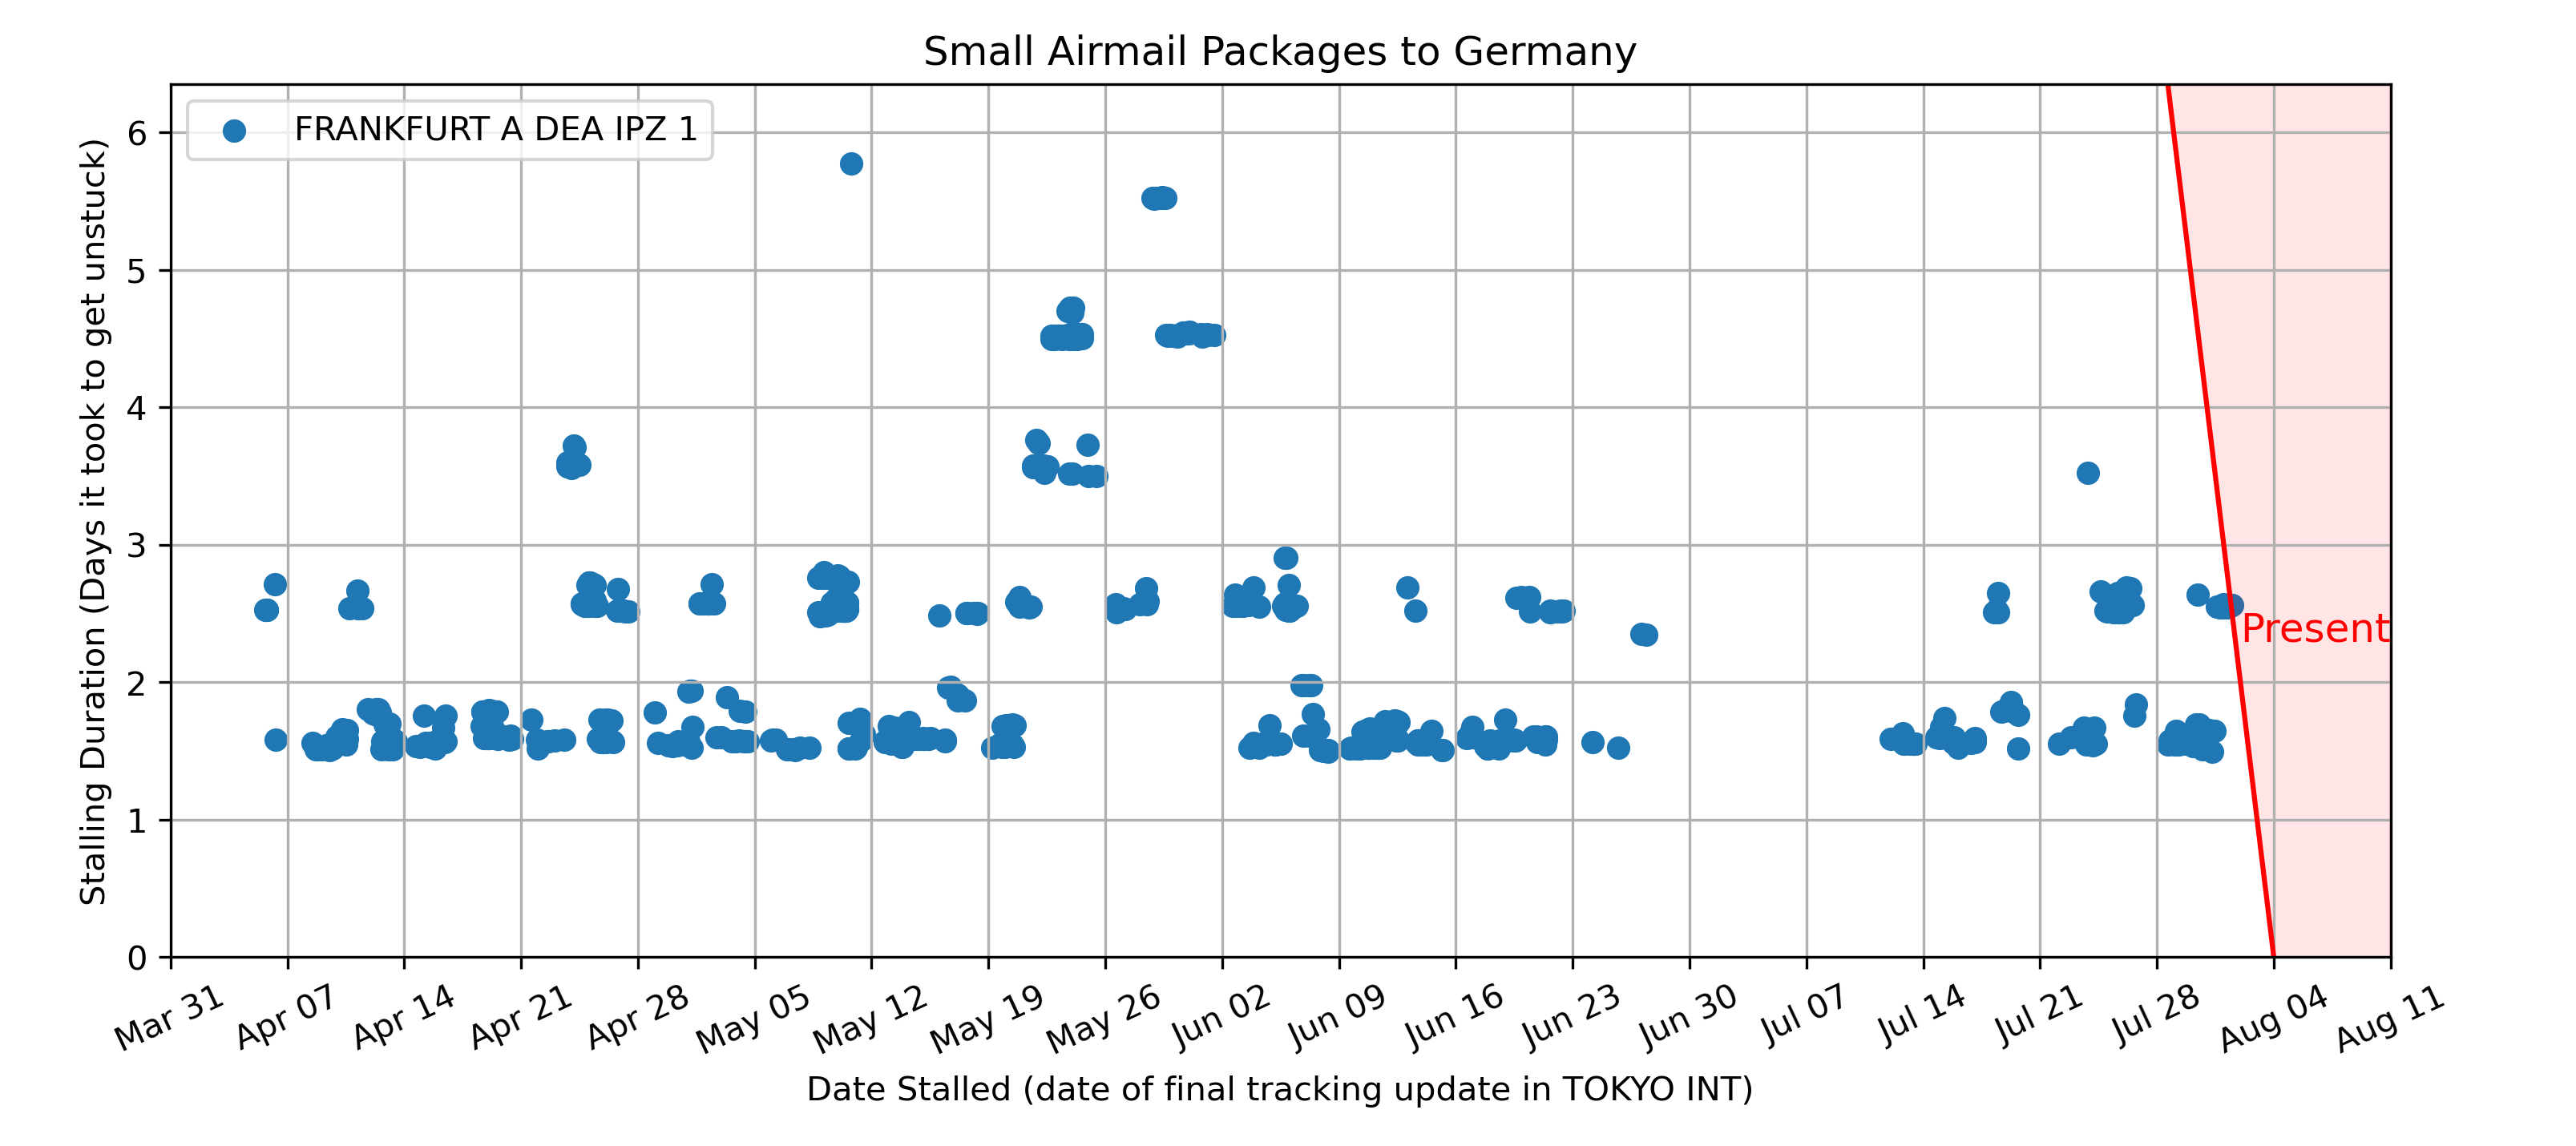 Small Airmail Packages to Germany
FRANKFURT A DEA IPZ 1
Stalling Duration (Days it took to get unstuck)
6
5
4
3
2
1
0
Present
Mar 31 Apr 07 Apr 14 Apr 21 Apr 28 May 05 May 12 May 19 May 26 Jun 02 Jun 09 Jun 16 Jun 23 Jun 30 Jul 07 Jul 14 Jul 21 Jul 28 Aug 04 Aug 11
Date Stalled (date of final tracking update in TOKYO INT)